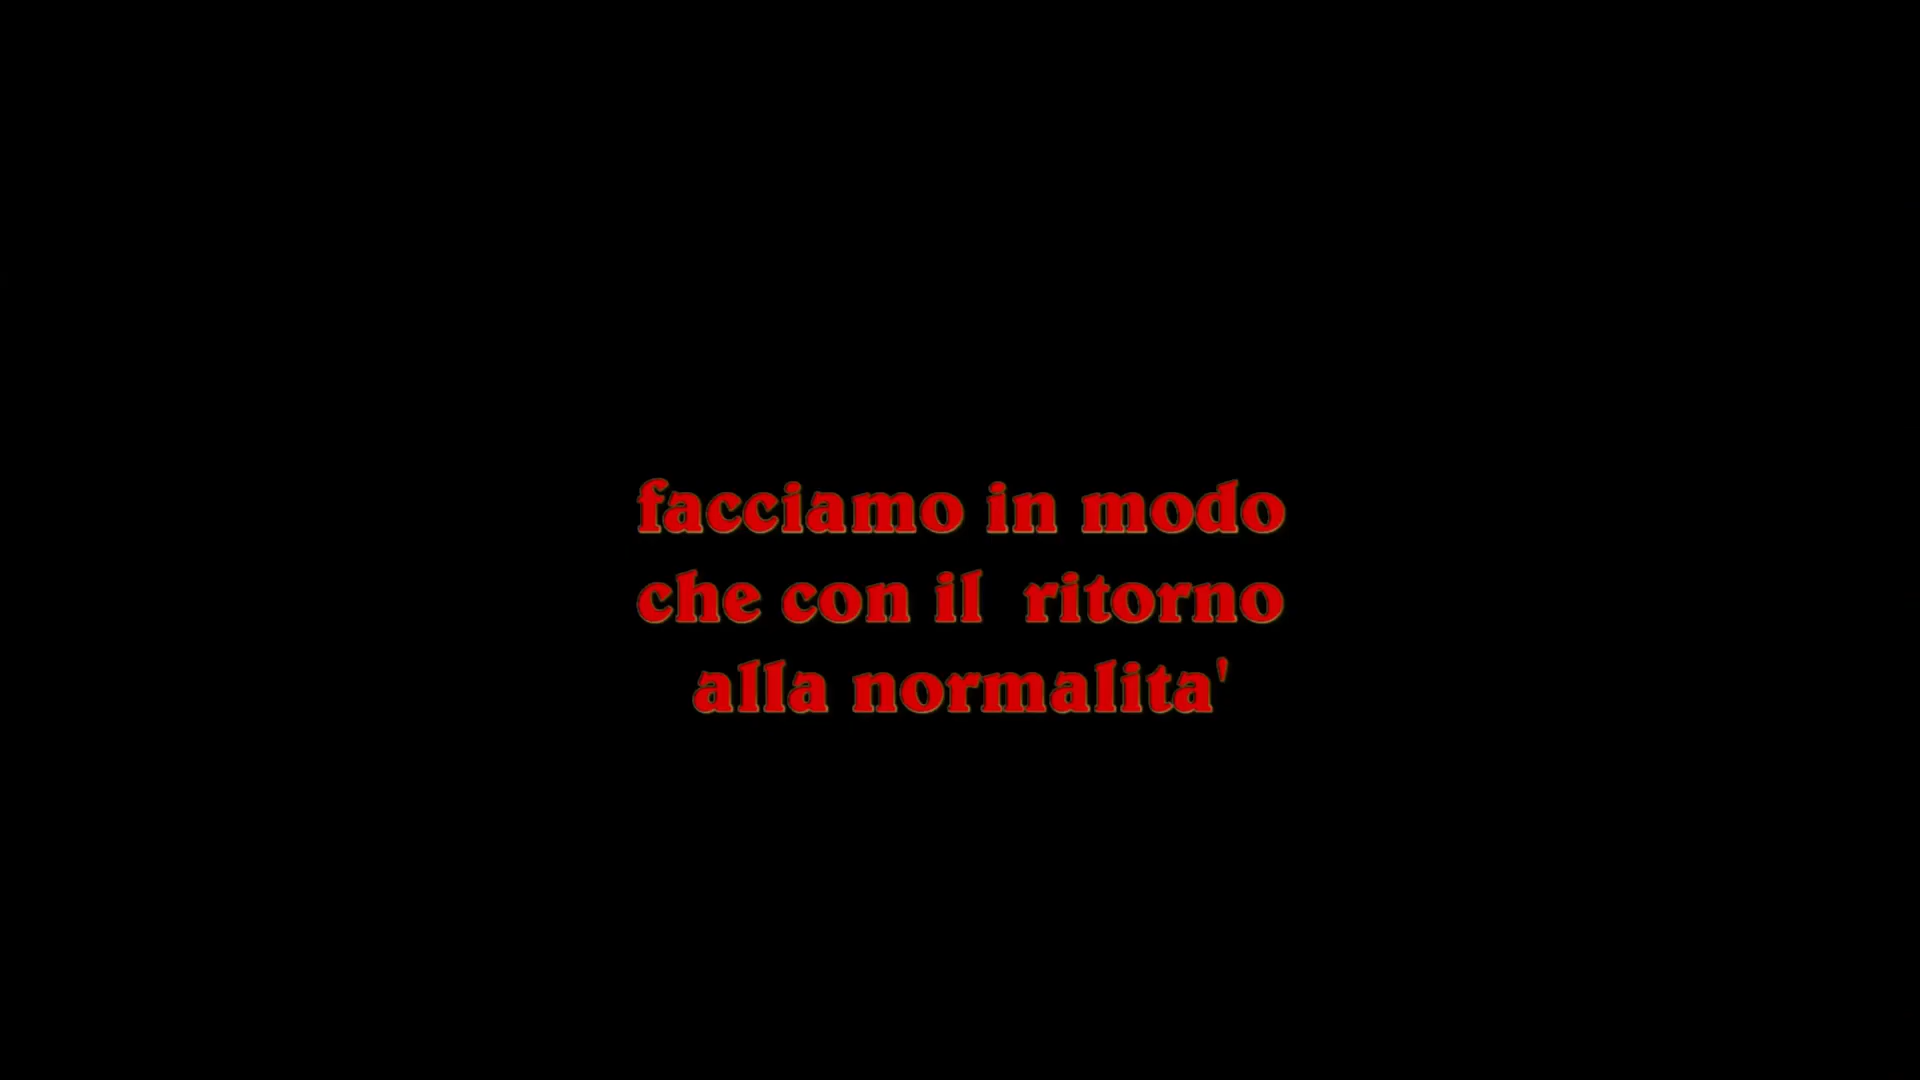 facciamo in modo
che con il  ritorno
alla normalita'